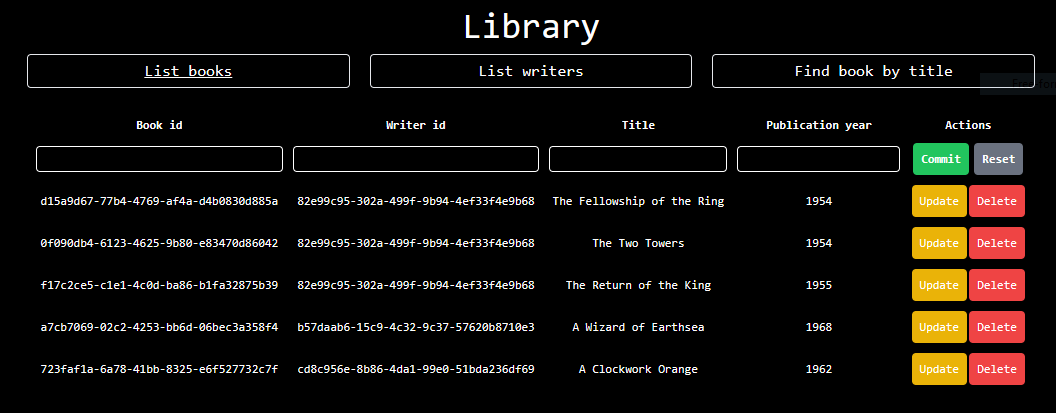 Library
List books List writers Find book by title
Book id Writer id Title Publication year Actions
Commit Reset
d15a9d67-77b4-4769-af4a-d4b0830d885a 82e99c95-302a-499f-9b94-4ef33f4e9b68 The Fellowship of the Ring 1954 Update Delete
0f090db4-6123-4625-9b80-e83470d86042 82e99c95-302a-499f-9b94-4ef33f4e9b68 The Two Towers 1954 Update Delete
f17c2ce5-c1e1-4c0d-ba86-b1fa32875b39 82e99c95-302a-499f-9b94-4ef33f4e9b68 The Return of the King 1955 Update Delete
a7cb7069-02c2-4253-bb6d-06bec3a358f4 b57daab6-15c9-4c32-9c37-57620b8710e3 A Wizard of Earthsea 1968 Update Delete
723faf1a-6a78-41bb-8325-e6f527732c7f cd8c956e-8b86-4da1-99e0-51bda236df69 A Clockwork Orange 1962 Update Delete